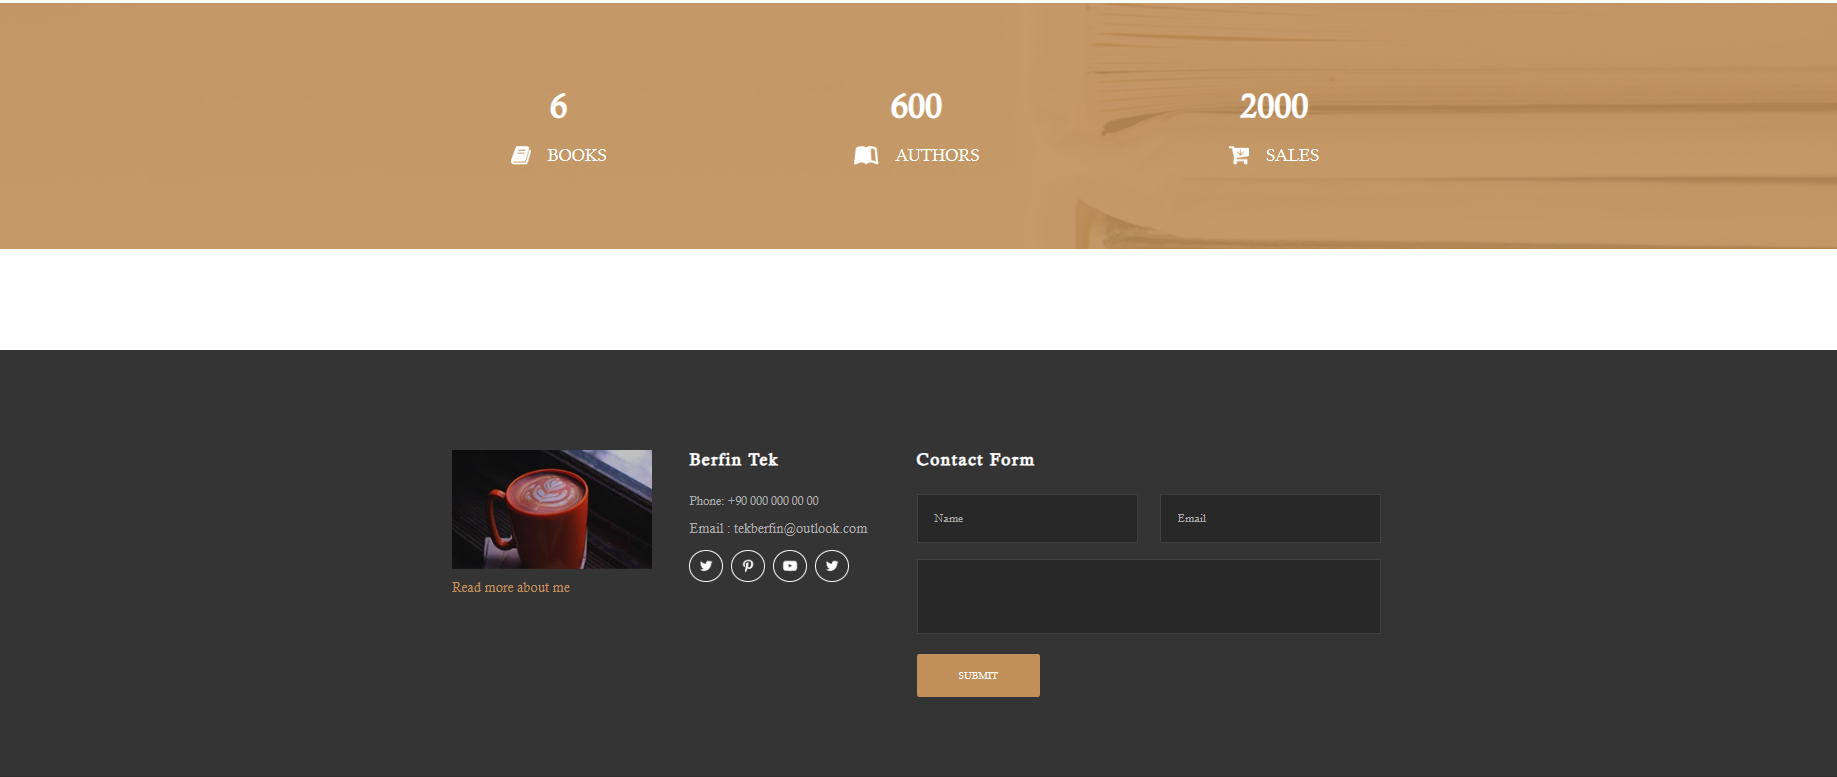 6
BOOKS
600
AUTHORS
2000
SALES
Read more about me
Berfin Tek
Phone: +90 000 000 00 00
Email : tekberfin@outlook.com
Contact Form
Name
Email
SUBMIT